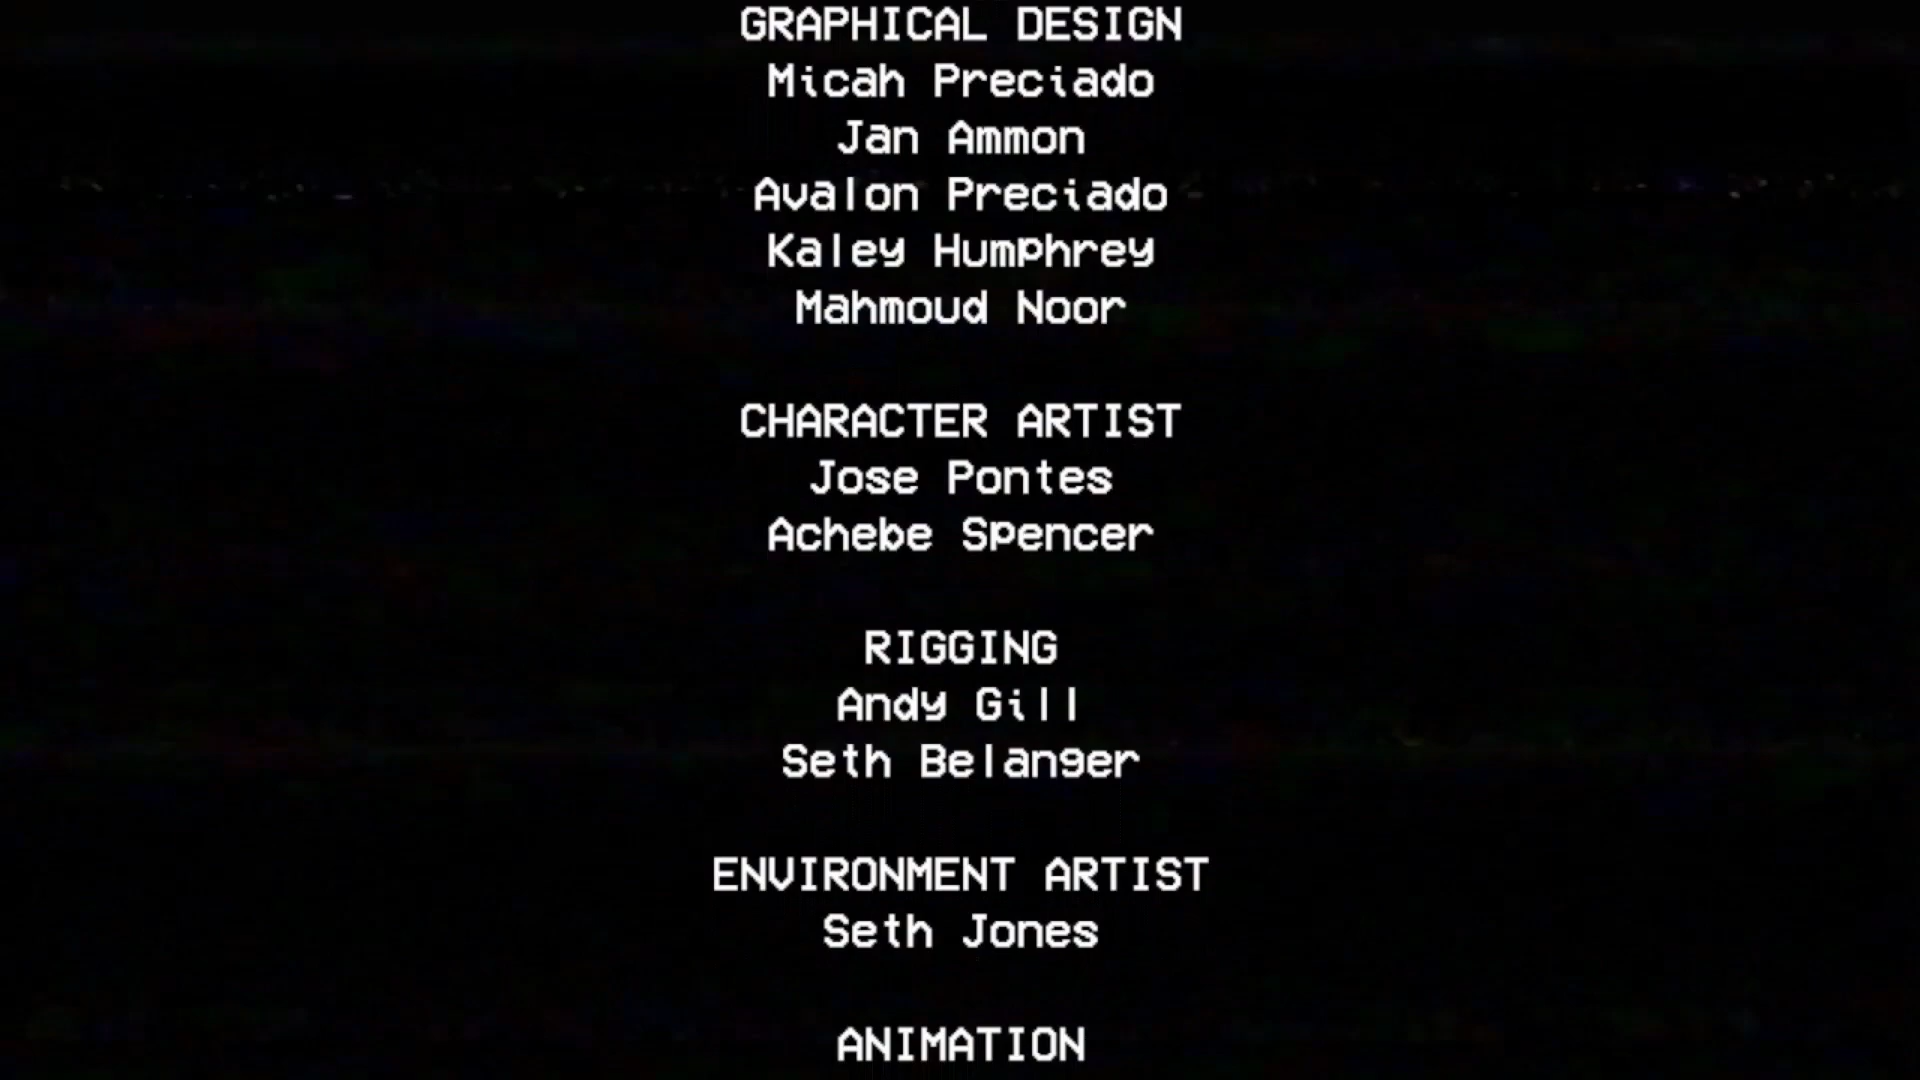 GRAPHICAL DESIGN
Micah Preciado
Jan Ammon
Avalon Preciado
Kaley Humphrey
Mahmoud Noor
CHARACTER ARTIST
Jose Pontes
Achebe Spencer
RIGGING
Andy Gill
Seth Belanger
ENVIRONMENT ARTIST
Seth Jones
ANIMATION